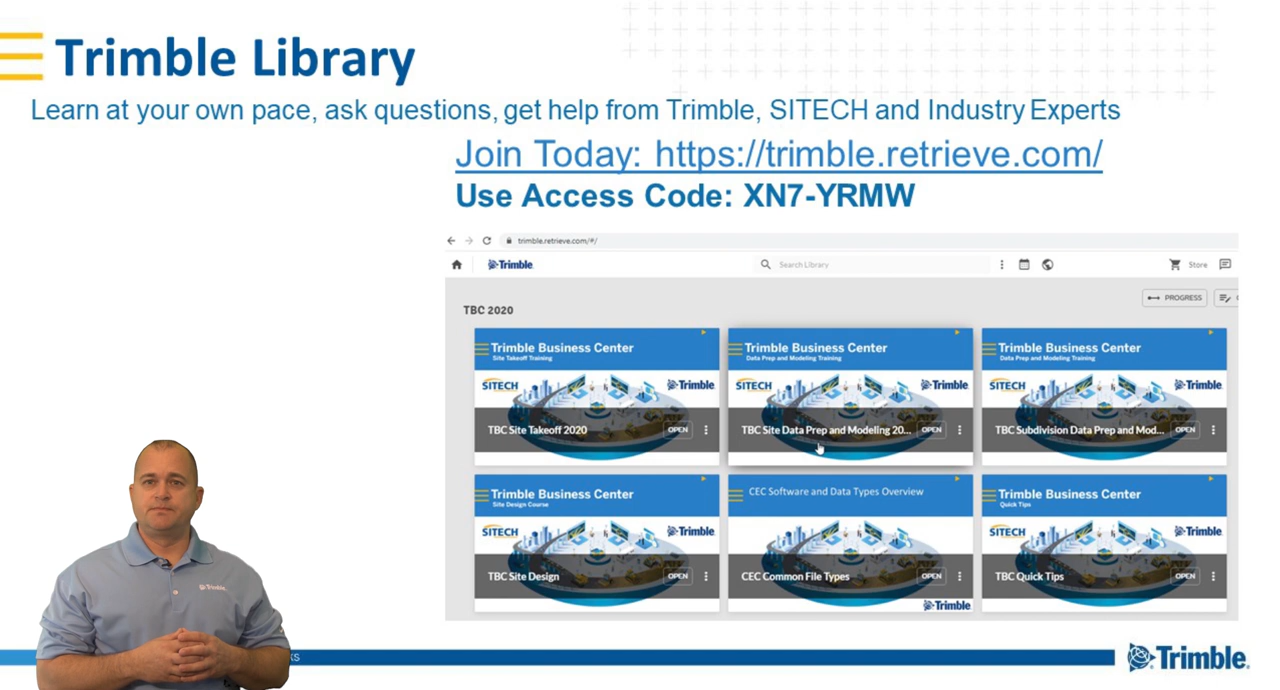 Trimble Library
Learn at your own pace, ask questions, get help from Trimble, SITECH and Industry Experts
Join Today: https://trimble.retrieve.com/
Use Access Code: XN7-YRMW
trimble.retrieve.com/#/
Trimble
Search Library
Store
PROGRESS
TBC 2020
Trimble Business Center
Site Takeoff Training
SITECH
Trimble
TBC Site Takeoff 2020
OPEN
Trimble Business Center
Data Prep and Modeling Training
SITECH
Trimble
TBC Site Data Prep and Modeling 20...
OPEN
Trimble Business Center
Data Prep and Modeling Training
SITECH
Trimble
TBC Subdivision Data Prep and Mod...
OPEN
Trimble Business Center
Site Design Course
SITECH
Trimble
TBC Site Design
OPEN
CEC Software and Data Types Overview
CEC Common File Types
OPEN
Trimble
Trimble Business Center
Quick Tips
SITECH
Trimble
TBC Quick Tips
OPEN
Trimble
Trimble